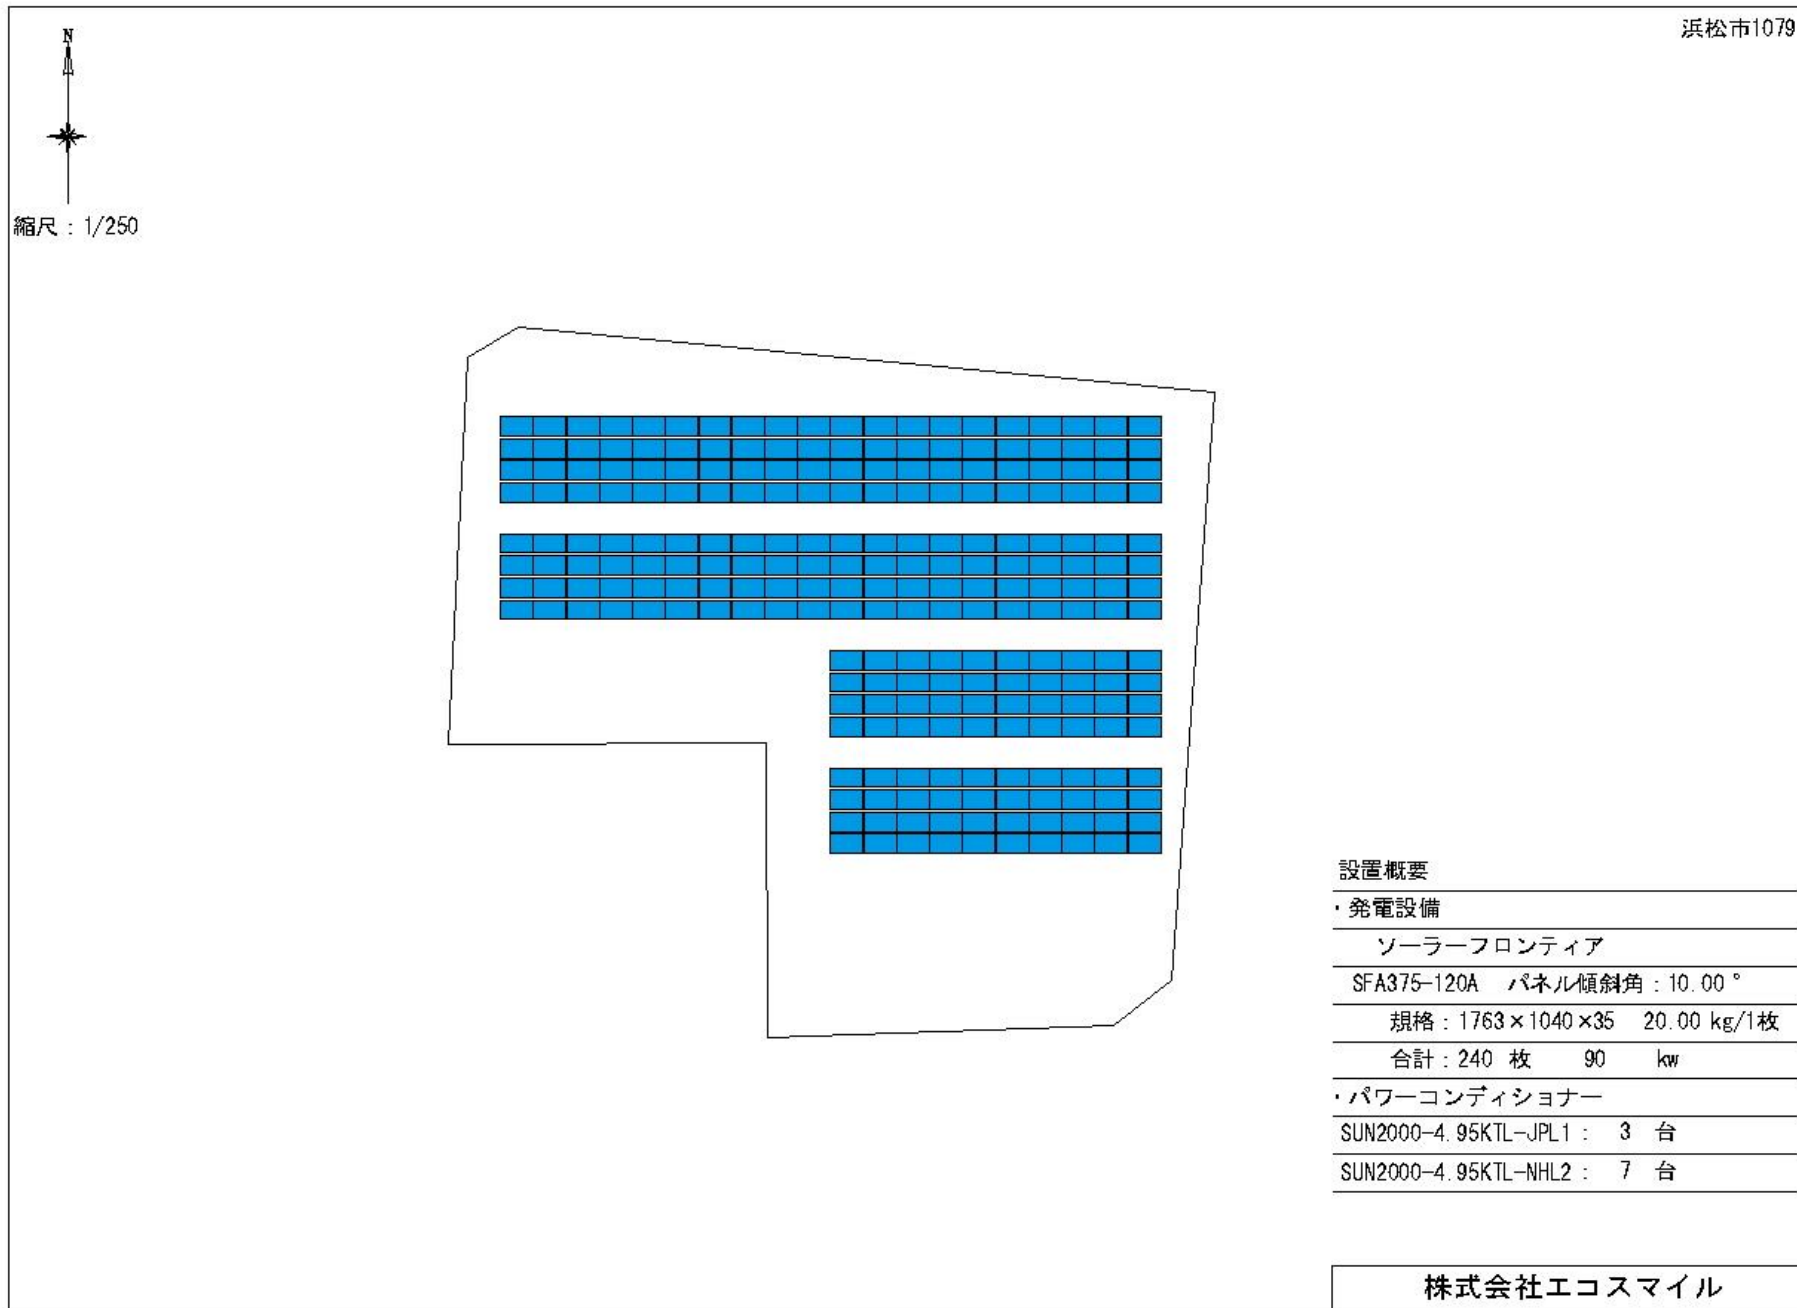 浜松市1079
N
縮尺：1/250
設置概要
・発電設備
ソーラーフロンティア
SFA375-120A パネル傾斜角：10.00°
規格：1763×1040×35 20.00 kg/1枚
合計：240 枚 90 kw
・パワーコンディショナー
SUN2000-4.95KTL-JPL1： 3 台
SUN2000-4.95KTL-NHL2： 7 台
株式会社エコスマイル